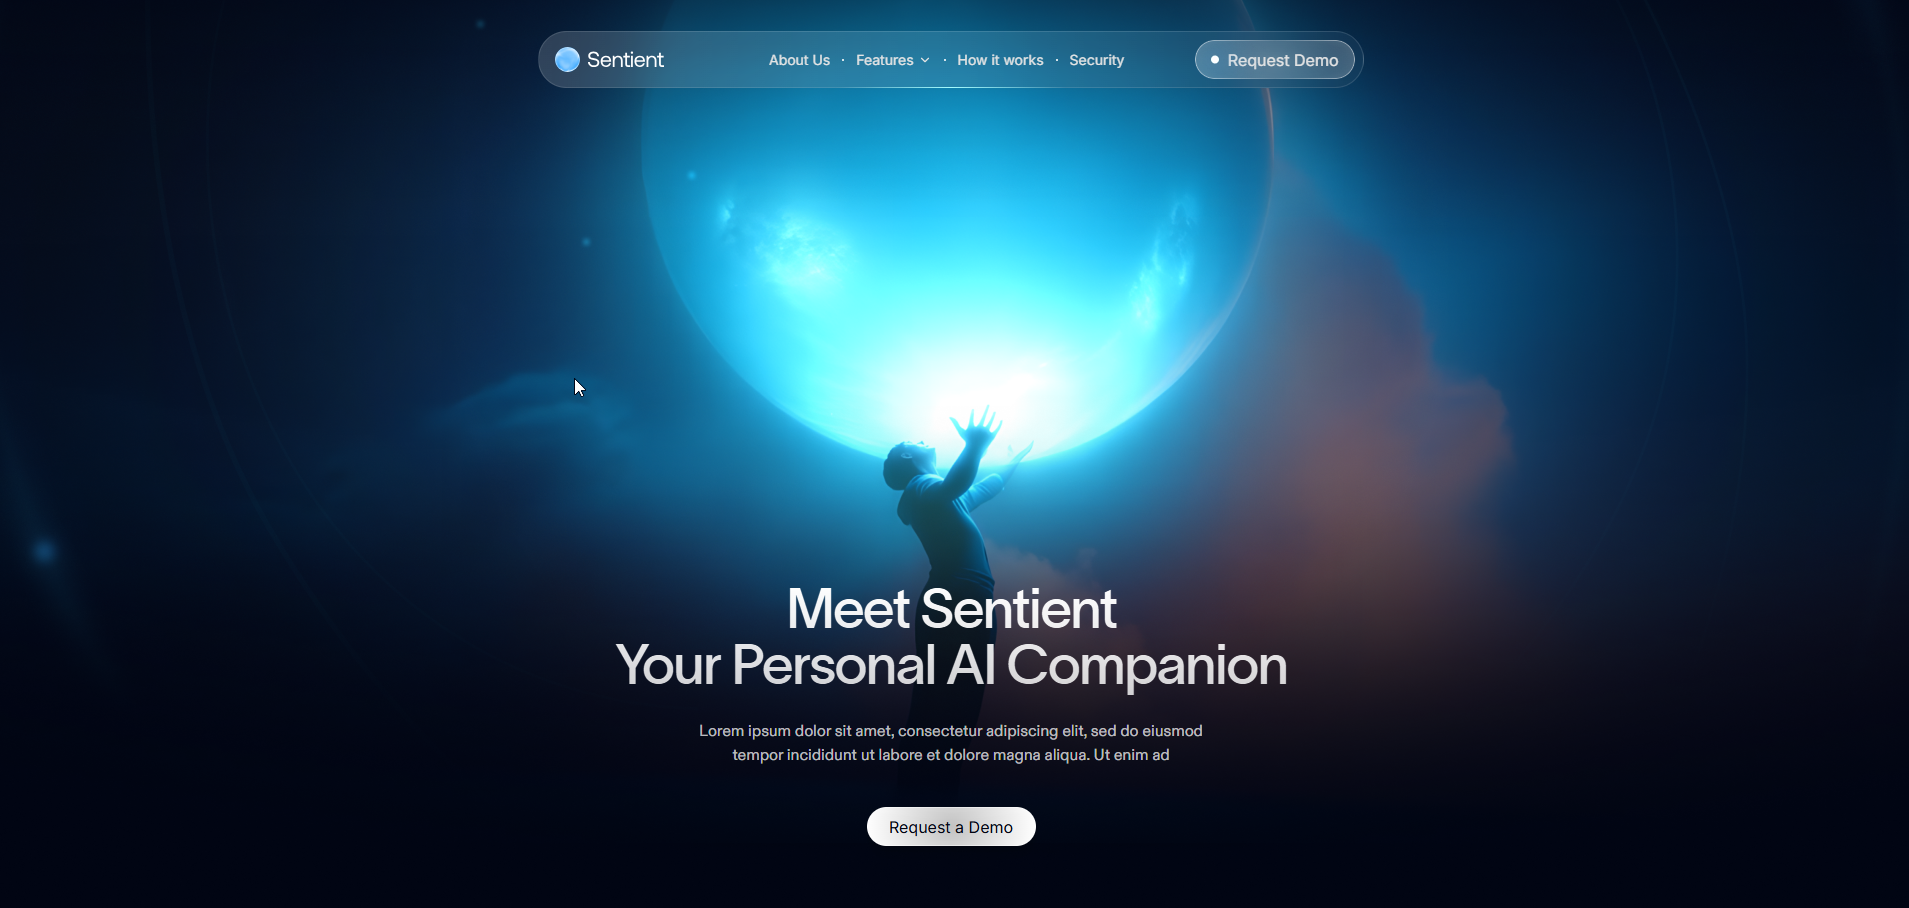 Sentient
About Us · Features · How it works · Security
Request Demo
Meet Sentient
Your Personal AI Companion
Lorem ipsum dolor sit amet, consectetur adipiscing elit, sed do eiusmod
tempor incididunt ut labore et dolore magna aliqua. Ut enim ad
Request a Demo